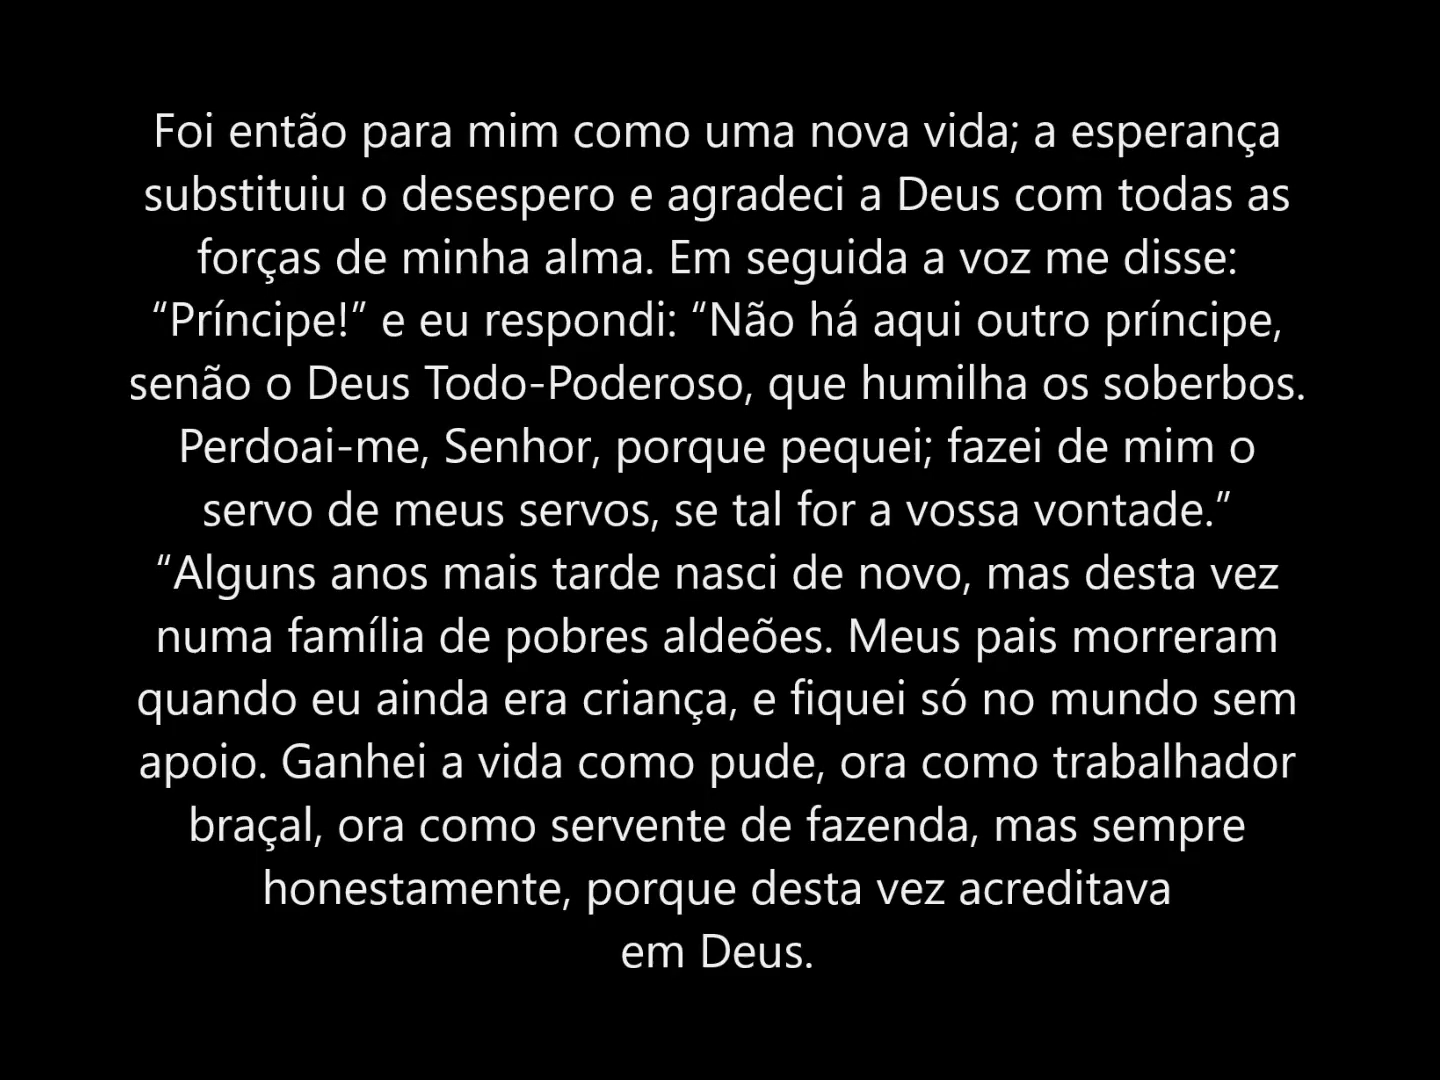 Foi então para mim como uma nova vida; a esperança
substituiu o desespero e agradeci a Deus com todas as
forças de minha alma. Em seguida a voz me disse:
“Príncipe!” e eu respondi: “Não há aqui outro príncipe,
senão o Deus Todo-Poderoso, que humilha os soberbos.
Perdoai-me, Senhor, porque pequei; fazei de mim o
servo de meus servos, se tal for a vossa vontade.”
“Alguns anos mais tarde nasci de novo, mas desta vez
numa família de pobres aldeões. Meus pais morreram
quando eu ainda era criança, e fiquei só no mundo sem
apoio. Ganhei a vida como pude, ora como trabalhador
braçal, ora como servente de fazenda, mas sempre
honestamente, porque desta vez acreditava
em Deus.